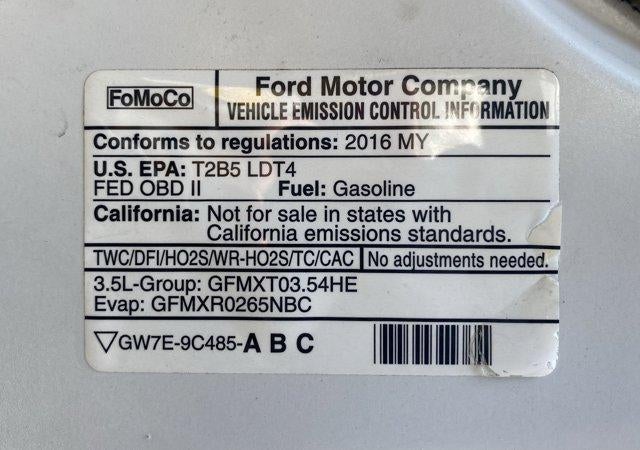 FoMoCo
Ford Motor Company
VEHICLE EMISSION CONTROL INFORMATION
Conforms to regulations: 2016 MY
U.S. EPA: T2B5 LDT4
FED OBD II Fuel: Gasoline
California: Not for sale in states with
California emissions standards.
TWC/DFI/HO2S/WR-HO2S/TC/CAC No adjustments needed.
3.5L-Group: GFMXT03.54HE
Evap: GFMXR0265NBC
▽GW7E-9C485-A B C